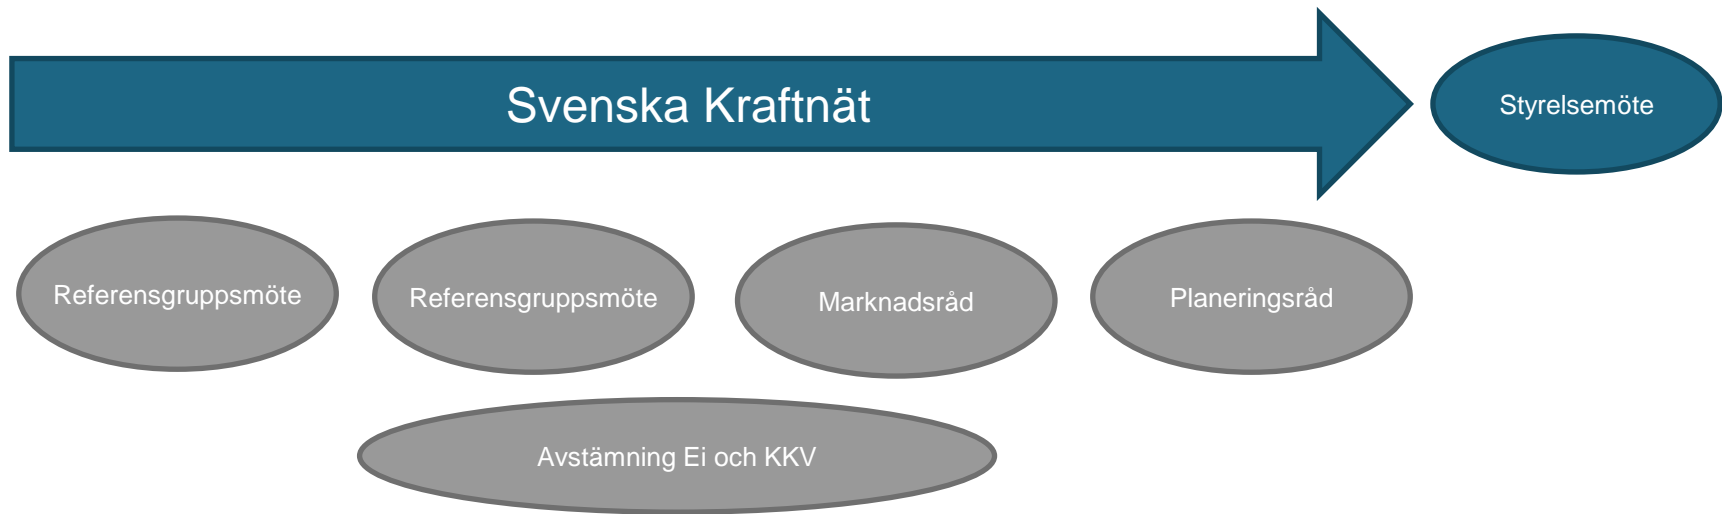 Svenska Kraftnät
Styrelsemöte
Referensgruppsmöte
Referensgruppsmöte
Marknadsråd
Planeringsråd
Avstämning Ei och KKV